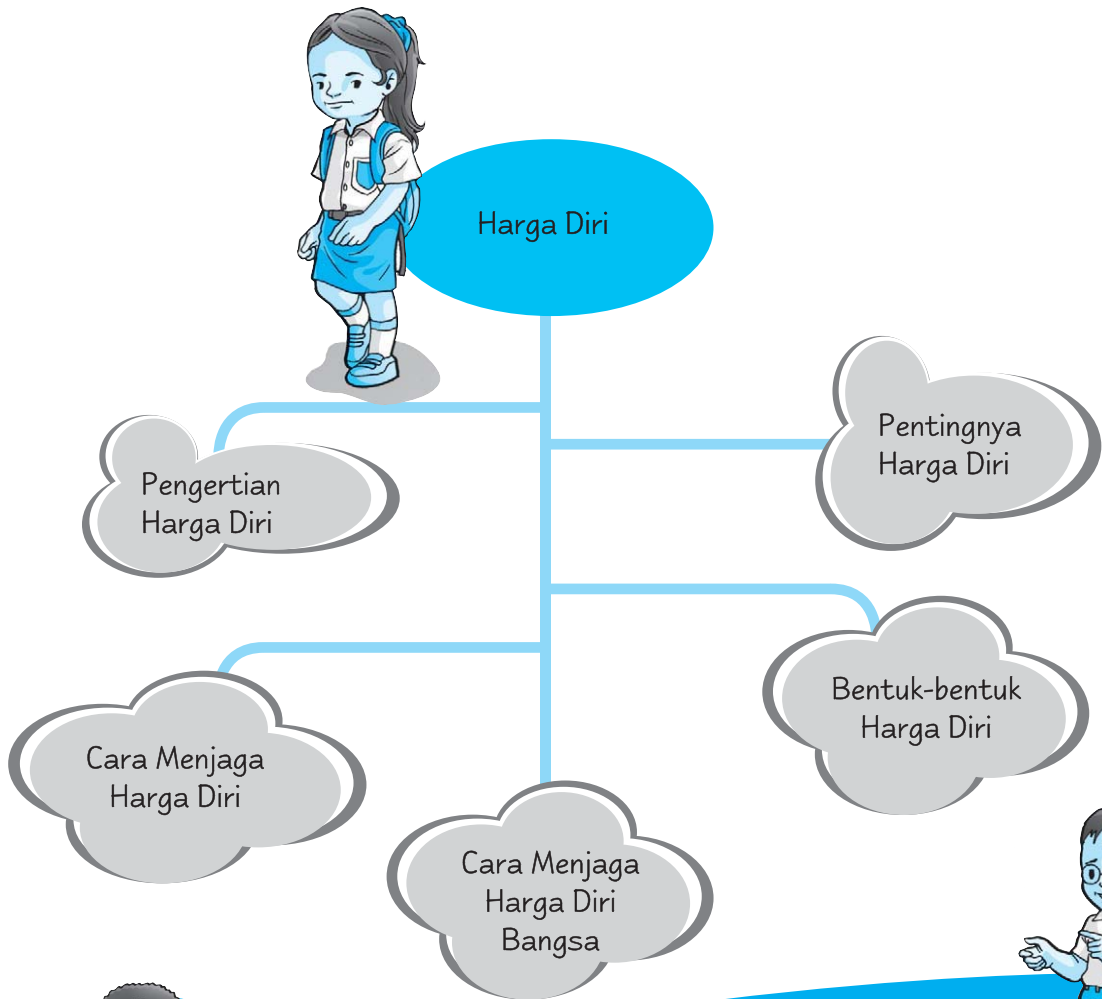 Harga Diri
Pengertian
Harga Diri
Pentingnya
Harga Diri
Cara Menjaga
Harga Diri
Bentuk-bentuk
Harga Diri
Cara Menjaga
Harga Diri
Bangsa